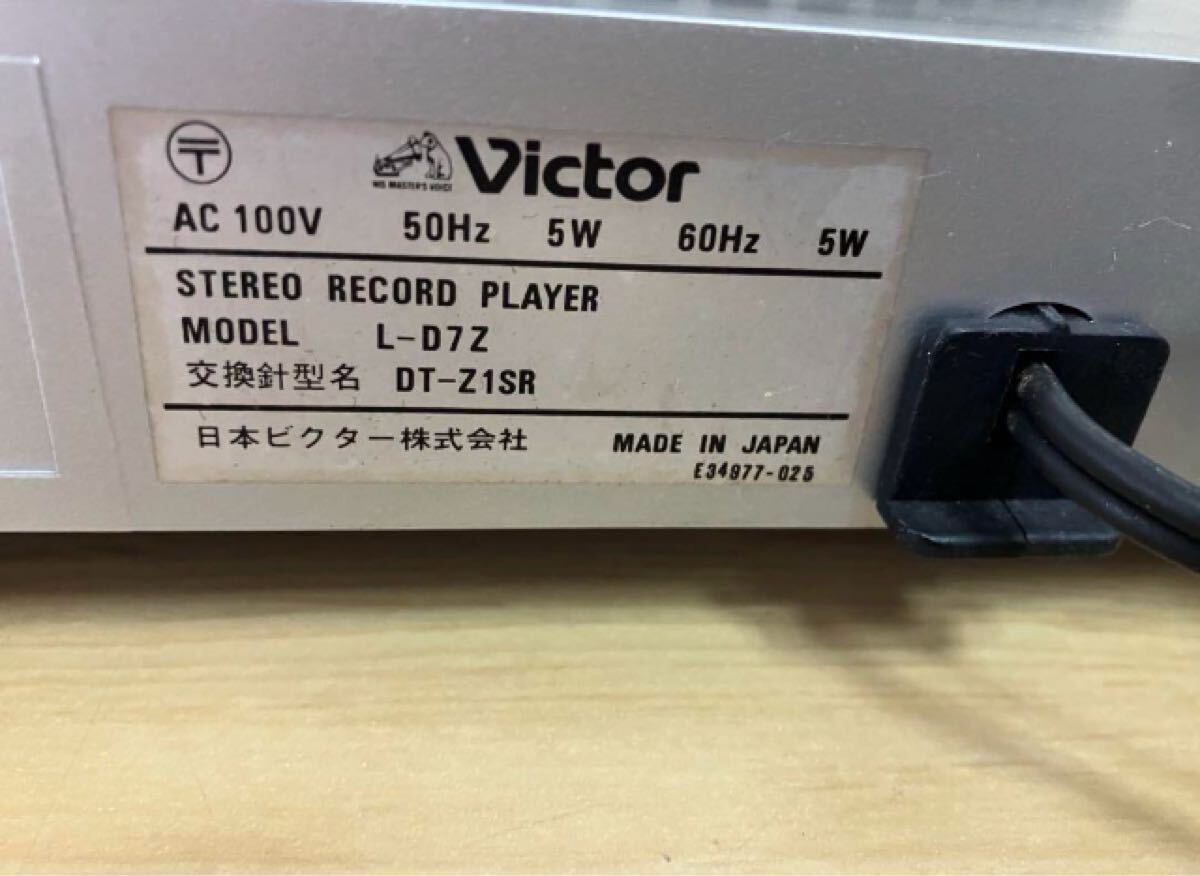 〒 HIS MASTER'S VOICE Victor
AC 100V 50Hz 5W 60Hz 5W
STEREO RECORD PLAYER
MODEL L-D7Z
交換針型名 DT-Z1SR
日本ビクター株式会社 MADE IN JAPAN
E34977-025